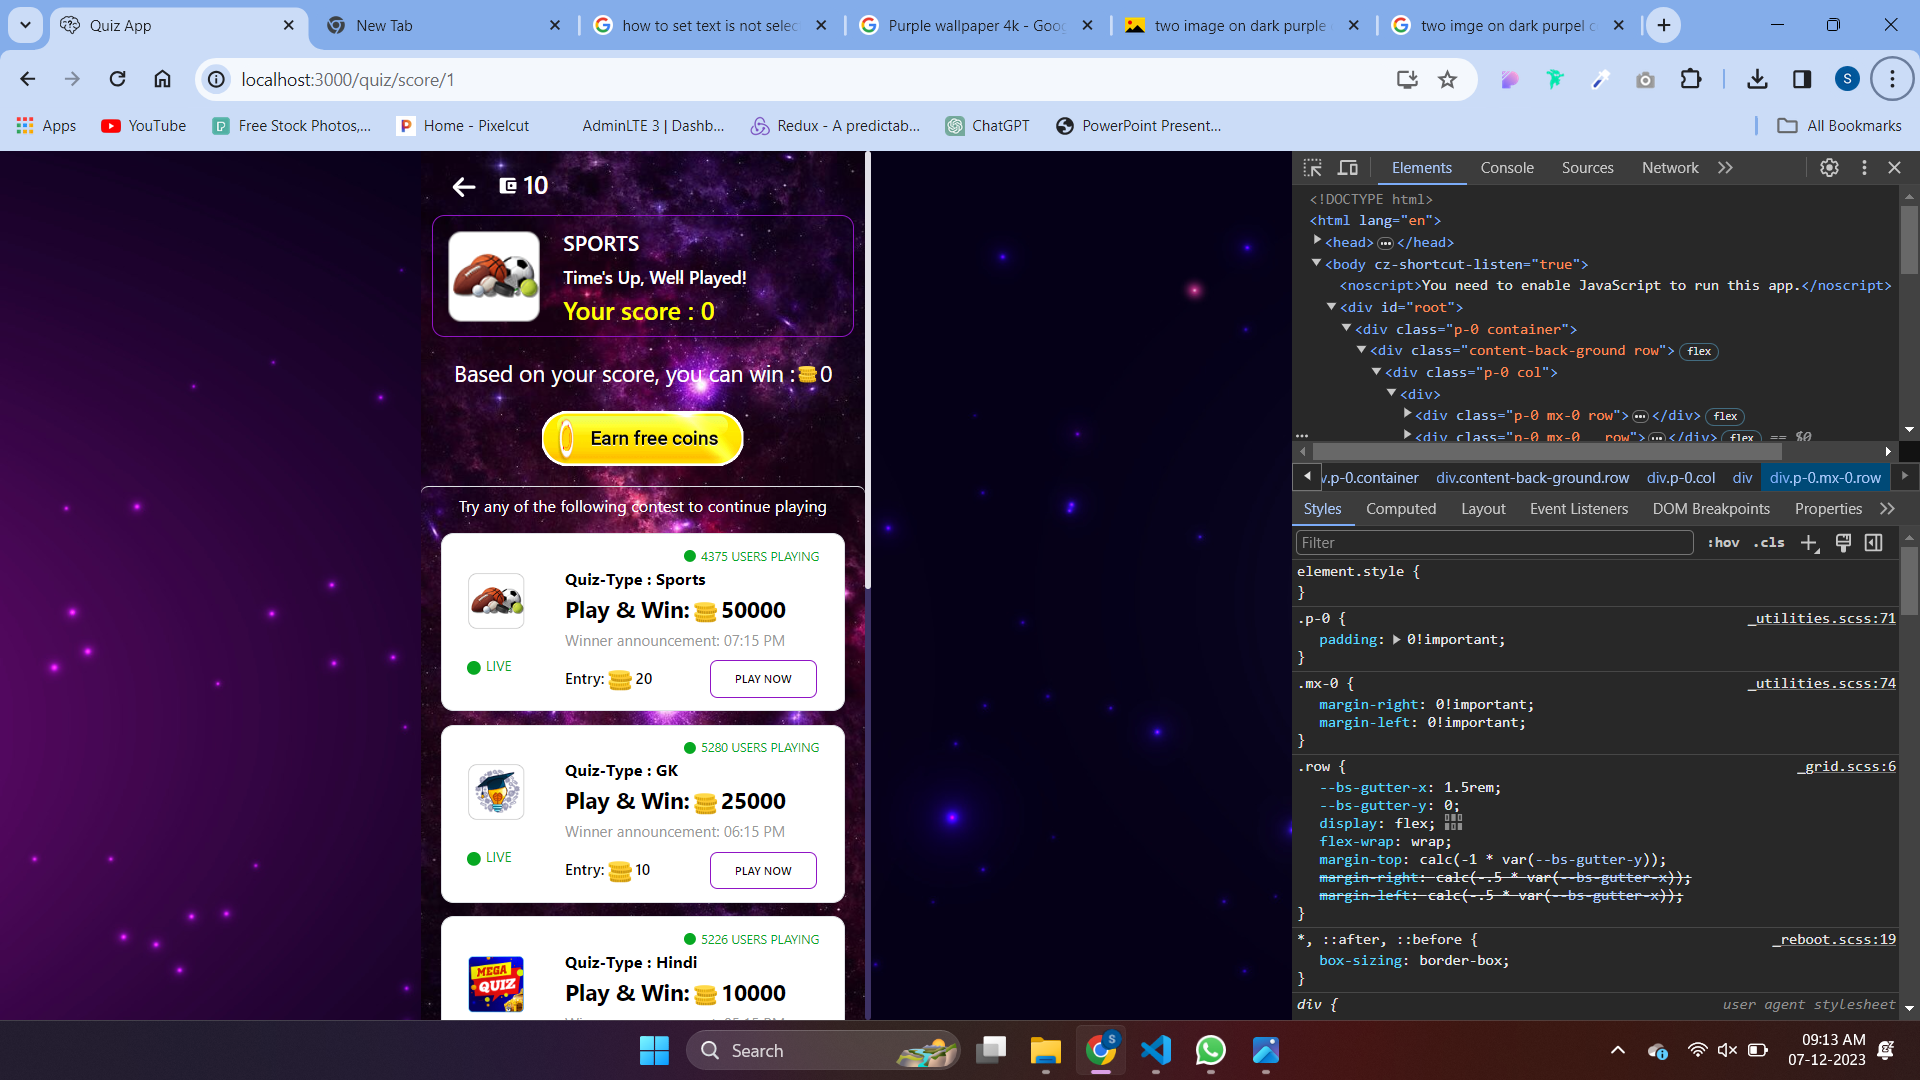 Quiz App
New Tab
how to set text is not selec
Purple wallpaper 4k - Goog
two image on dark purple
two imge on dark purpel c
localhost:3000/quiz/score/1
S
Apps
YouTube
Free Stock Photos,...
Home - Pixelcut
AdminLTE 3 | Dashb...
Redux - A predictab...
ChatGPT
PowerPoint Present...
All Bookmarks
10
SPORTS
Time's Up, Well Played!
Your score : 0
Based on your score, you can win : 0
Earn free coins
Try any of the following contest to continue playing
4375 USERS PLAYING
Quiz-Type : Sports
Play & Win: 50000
Winner announcement: 07:15 PM
LIVE
Entry: 20
PLAY NOW
5280 USERS PLAYING
Quiz-Type : GK
Play & Win: 25000
Winner announcement: 06:15 PM
LIVE
Entry: 10
PLAY NOW
5226 USERS PLAYING
Quiz-Type : Hindi
MEGA
QUIZ
Play & Win: 10000
Elements
Console
Sources
Network
<!DOCTYPE html>
<html lang="en">
<head> ••• </head>
<body cz-shortcut-listen="true">
<noscript>You need to enable JavaScript to run this app.</noscript>
<div id="root">
<div class="p-0 container">
<div class="content-back-ground row"> flex
<div class="p-0 col">
<div>
<div class="p-0 mx-0 row"> ••• </div> flex
<div class="p-0 mx-0   row"> ••• </div> flex == $0
v.p-0.container
div.content-back-ground.row
div.p-0.col
div
div.p-0.mx-0.row
Styles
Computed
Layout
Event Listeners
DOM Breakpoints
Properties
Filter
:hov
.cls
element.style {
}
.p-0 {
_utilities.scss:71
padding: 0!important;
}
.mx-0 {
_utilities.scss:74
margin-right: 0!important;
margin-left: 0!important;
}
.row {
_grid.scss:6
--bs-gutter-x: 1.5rem;
--bs-gutter-y: 0;
display: flex;
flex-wrap: wrap;
margin-top: calc(-1 * var(--bs-gutter-y));
margin-right: calc(-.5 * var(--bs-gutter-x));
margin-left: calc(-.5 * var(--bs-gutter-x));
}
*, ::after, ::before {
_reboot.scss:19
box-sizing: border-box;
}
div {
user agent stylesheet
Search
S
09:13 AM
07-12-2023